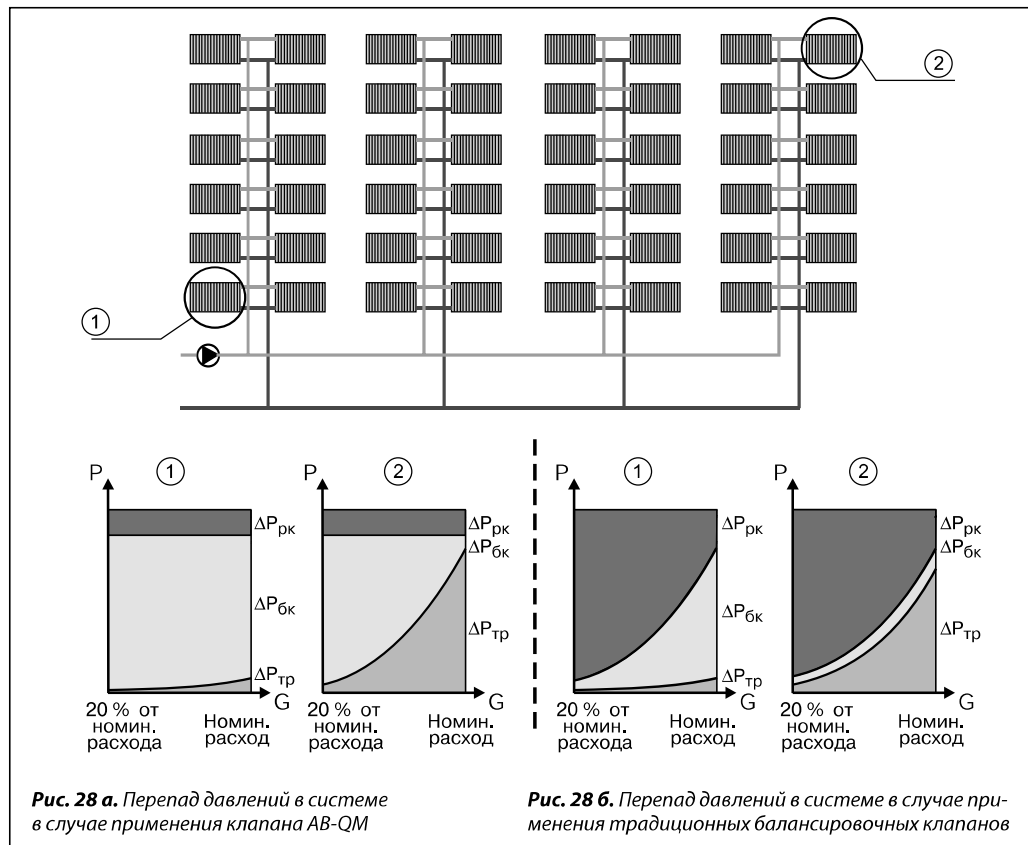 2
1
P
1
ΔPрк
ΔPбк
ΔPтр
G
20 % от
номин.
расхода
Номин.
расход
P
2
ΔPрк
ΔPбк
ΔPтр
G
20 % от
номин.
расхода
Номин.
расход
P
1
ΔPрк
ΔPбк
ΔPтр
G
20 % от
номин.
расхода
Номин.
расход
P
2
ΔPрк
ΔPбк
ΔPтр
G
20 % от
номин.
расхода
Номин.
расход
Рис. 28 а. Перепад давлений в системе
в случае применения клапана AB-QM
Рис. 28 б. Перепад давлений в системе в случае при-
менения традиционных балансировочных клапанов